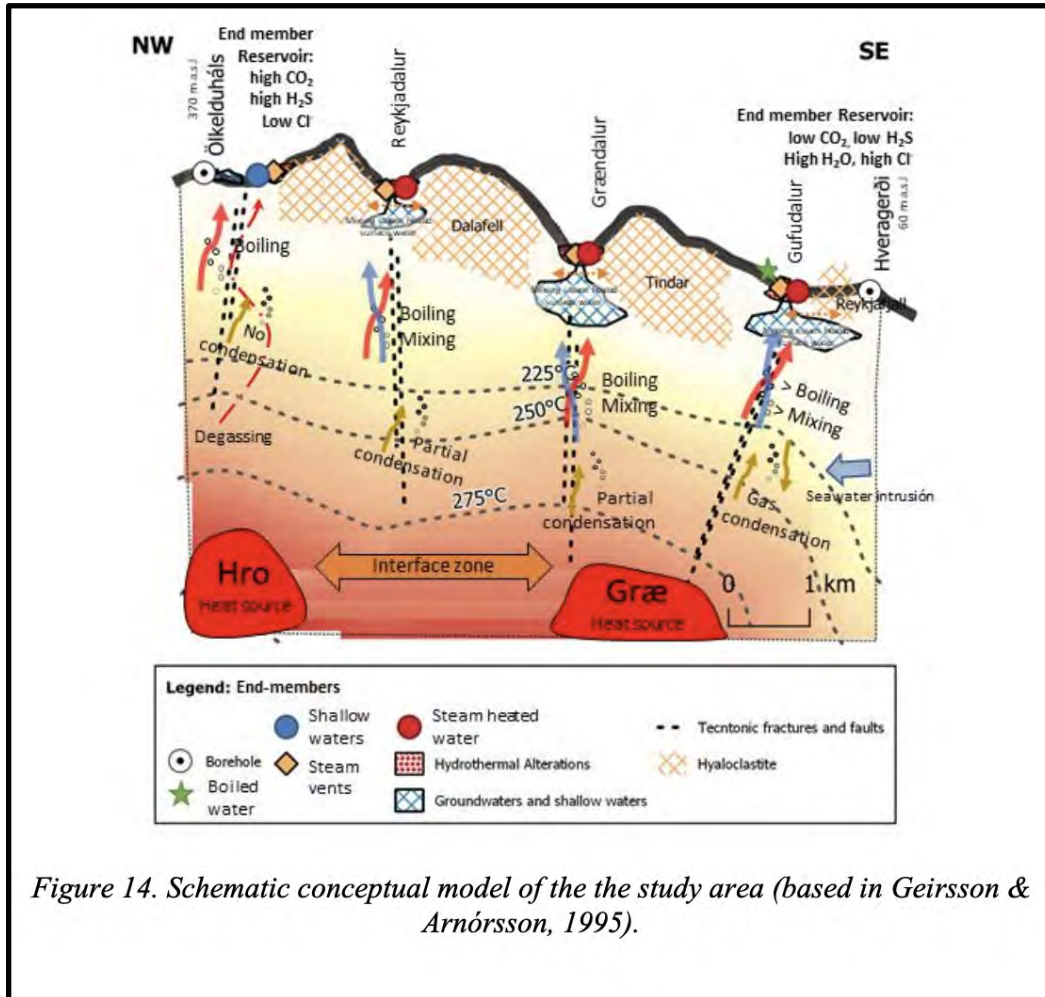 NW
End member
Reservoir:
high CO₂
high H₂S
Low Cl⁻
SE
370 m a.s.l
Ölkelduháls
Reykjadalur
Grændalur
End member Reservoir:
low CO₂, low H₂S
High H₂O, high Cl⁻
Gufudalur
Hveragerði
60 m a.s.l
Dalafell
Tindar
Reykjafjall
Boiling
No
condensation
Degassing
Boiling
Mixing
Partial
condensation
225°C
250°C
275°C
Boiling
Mixing
Partial
condensation
> Boiling
> Mixing
Gas
condensation
Seawater intrusión
Hro
Heat source
Interface zone
Græ
Heat source
0 1 km
Legend: End-members
Shallow
waters
Steam heated
water
Tecntonic fractures and faults
Borehole
Steam
vents
Hydrothermal Alterations
Hyaloclastite
Boiled
water
Groundwaters and shallow waters
Figure 14. Schematic conceptual model of the the study area (based in Geirsson &
Arnórsson, 1995).